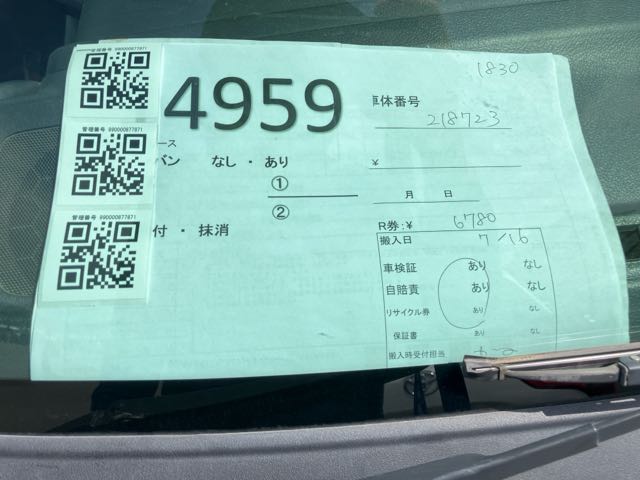 管理番号 990000877871
管理番号 990000877871
管理番号 990000877871
1830
4959
車体番号
218723
ース
バン なし ・ あり
¥
①
②
月 日
付 ・ 抹消
R券:¥ 6780
搬入日 7/16
車検証 あり なし
自賠責 あり なし
リサイクル券 あり なし
保証書 あり なし
搬入時受付担当